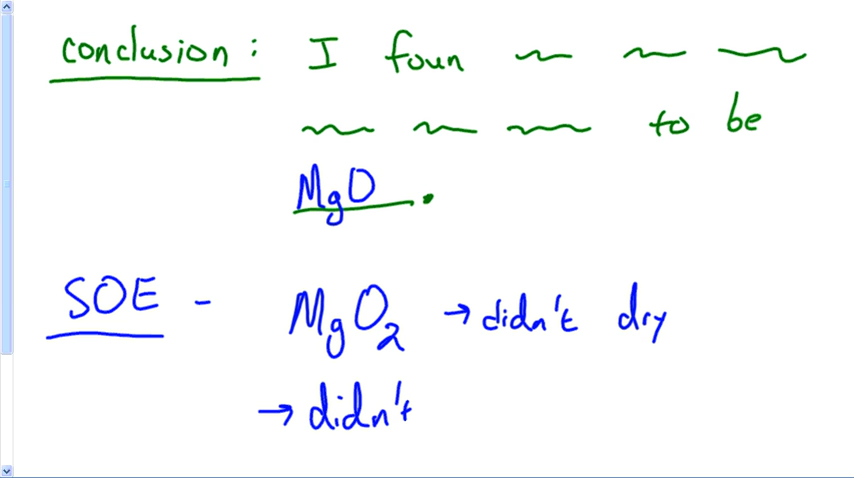 conclusion : I foun
to be
MgO .
SOE - MgO₂ → didn't dry
→ didn't